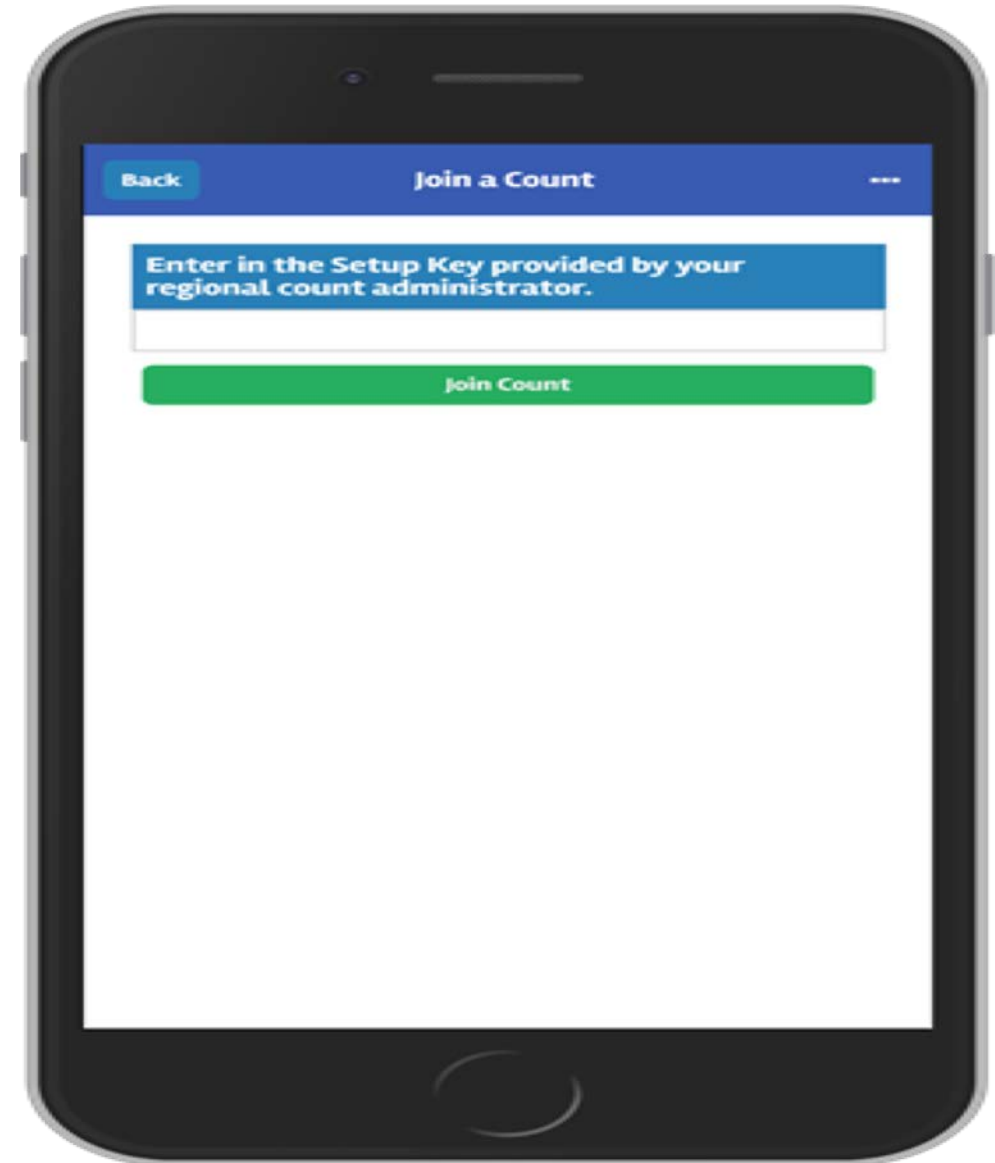 Back Join a Count ...
Enter in the Setup Key provided by your
regional count administrator.
Join Count